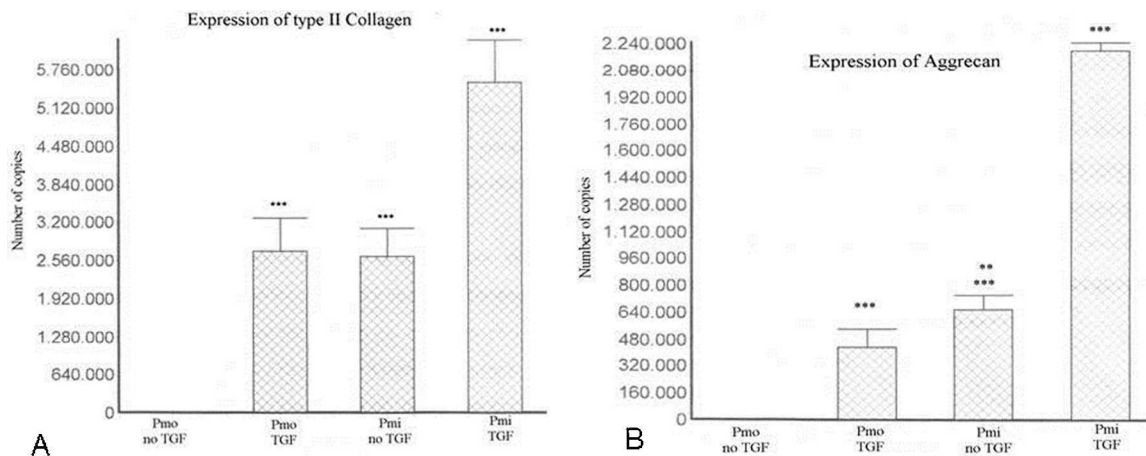 Expression of type II Collagen
Number of copies
5.760.000
5.120.000
4.480.000
3.840.000
3.200.000
2.560.000
1.920.000
1.280.000
640.000
0
***
***
***
Pmo
no TGF
Pmo
TGF
Pmi
no TGF
Pmi
TGF
A
Expression of Aggrecan
Number of copies
2.240.000
2.080.000
1.920.000
1.760.000
1.600.000
1.440.000
1.280.000
1.120.000
960.000
800.000
640.000
480.000
320.000
160.000
0
***
**
***
***
Pmo
no TGF
Pmo
TGF
Pmi
no TGF
Pmi
TGF
B